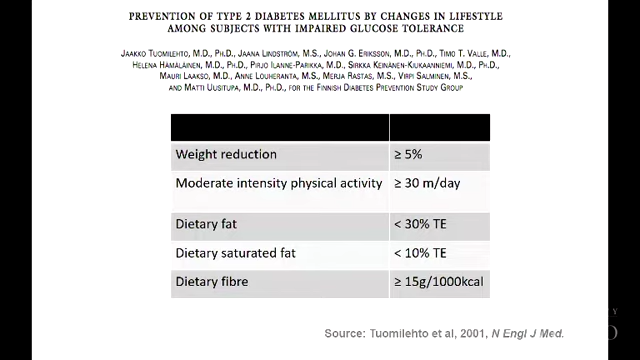 PREVENTION OF TYPE 2 DIABETES MELLITUS BY CHANGES IN LIFESTYLE
AMONG SUBJECTS WITH IMPAIRED GLUCOSE TOLERANCE
JAAKKO TUOMILEHTO, M.D., PH.D., JAANA LINDSTRÖM, M.S., JOHAN G. ERIKSSON, M.D., PH.D., TIMO T. VALLE, M.D.,
HELENA HÄMÄLÄINEN, M.D., PH.D., PIRJO ILANNE-PARIKKA, M.D., SIRKKA KEINÄNEN-KIUKAANNIEMI, M.D., PH.D.,
MAURI LAAKSO, M.D., ANNE LOUHERANTA, M.S., MERJA RASTAS, M.S., VIRPI SALMINEN, M.S.,
AND MATTI UUSITUPA, M.D., PH.D., FOR THE FINNISH DIABETES PREVENTION STUDY GROUP
Weight reduction ≥ 5%
Moderate intensity physical activity ≥ 30 m/day
Dietary fat < 30% TE
Dietary saturated fat < 10% TE
Dietary fibre ≥ 15g/1000kcal
Source: Tuomilehto et al, 2001, N Engl J Med.